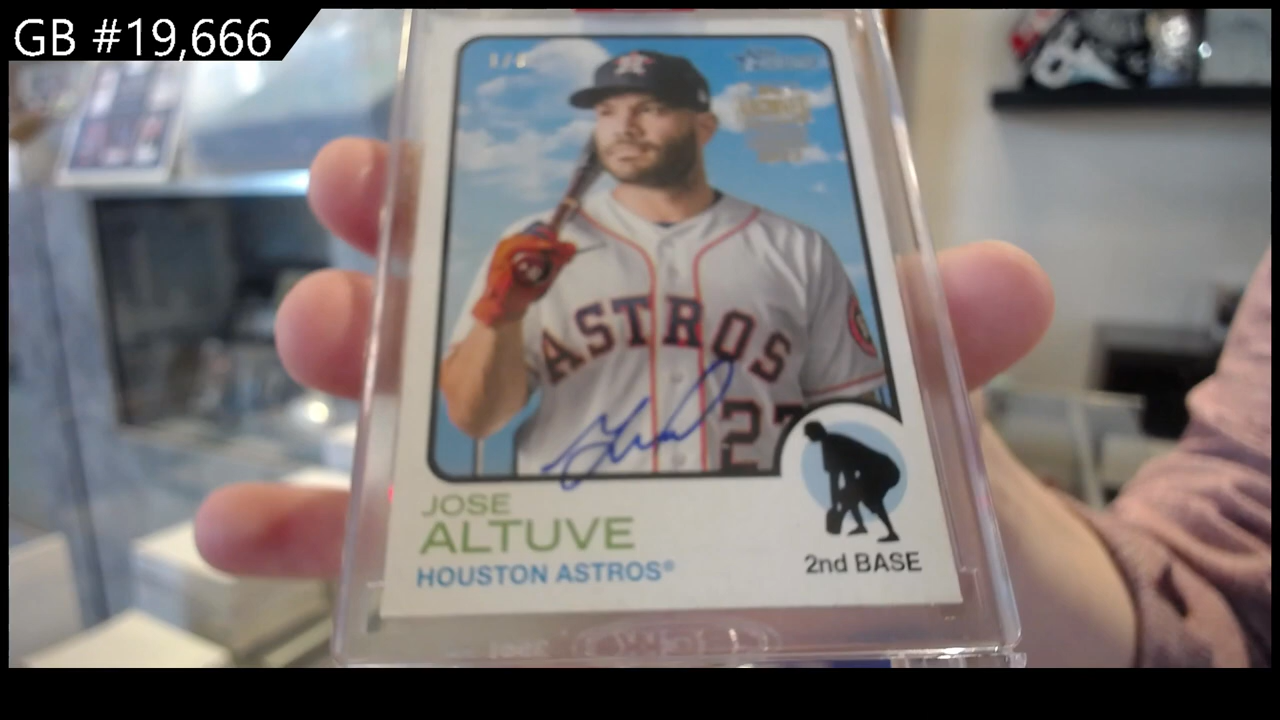 GB #19,666
ASTROS
27
JOSE
ALTUVE
HOUSTON ASTROS®
2nd BASE